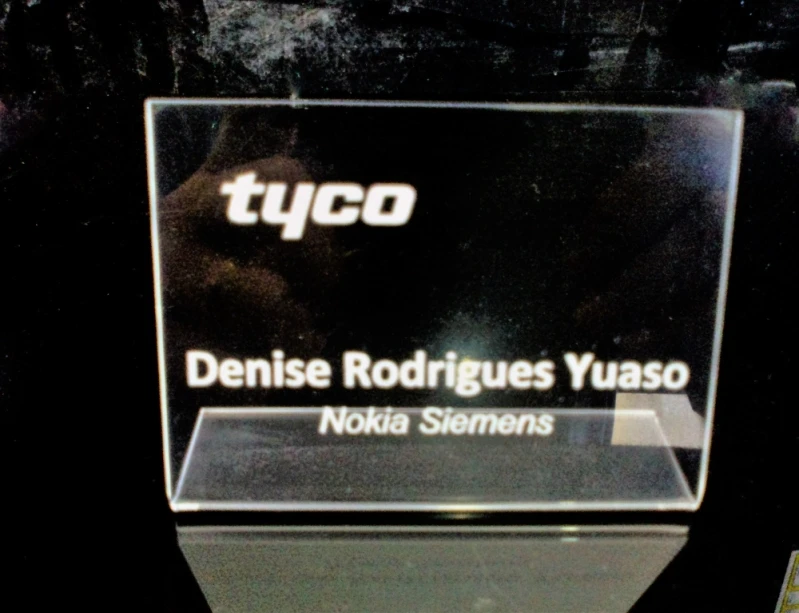 tyco
Denise Rodrigues Yuaso
Nokia Siemens